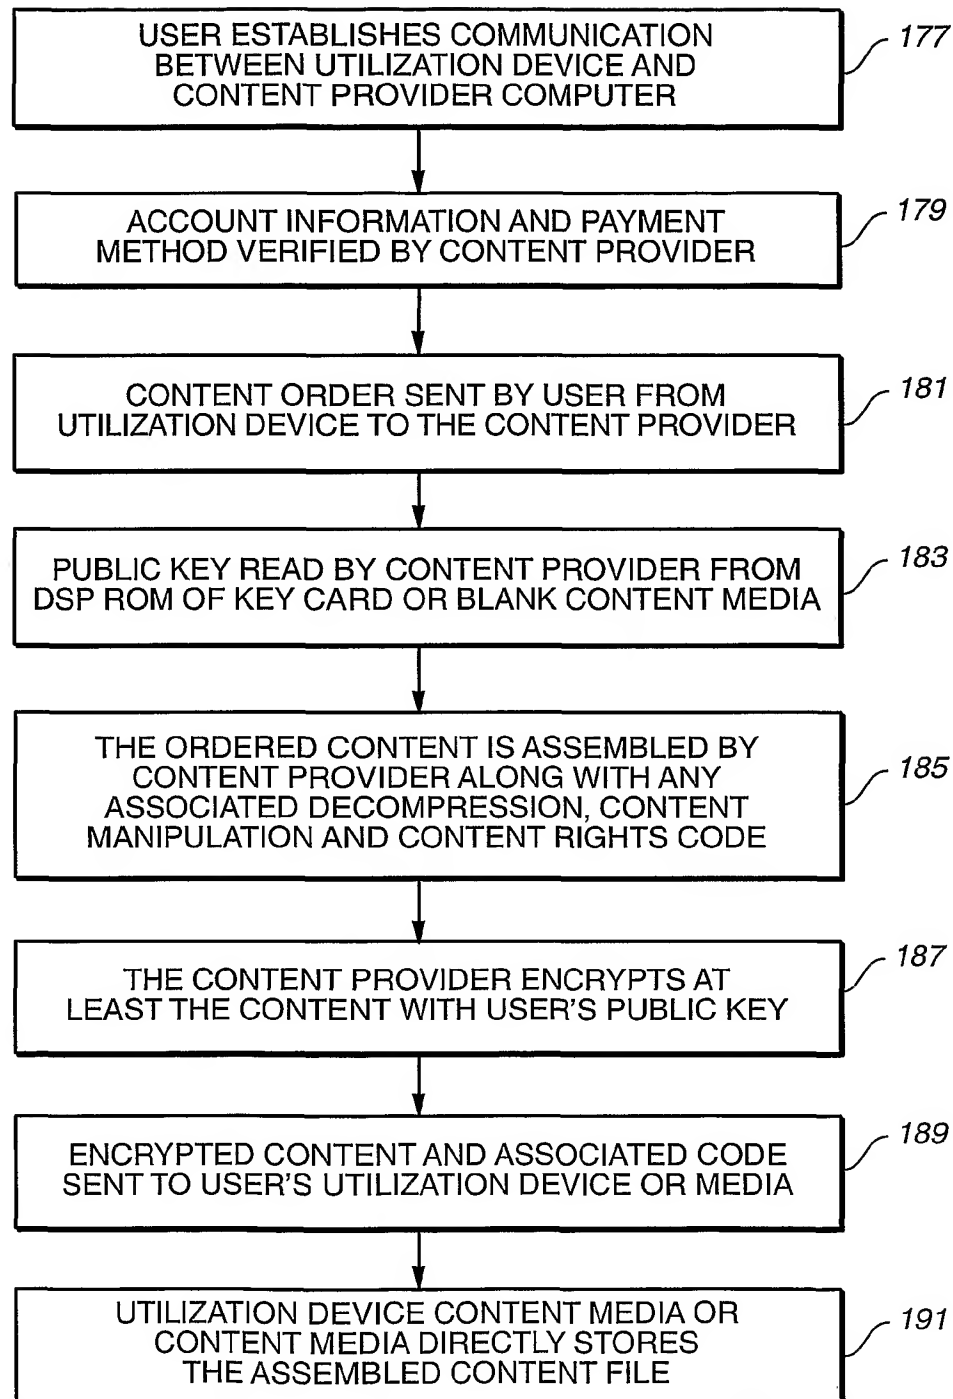 USER ESTABLISHES COMMUNICATION
BETWEEN UTILIZATION DEVICE AND
CONTENT PROVIDER COMPUTER
177
ACCOUNT INFORMATION AND PAYMENT
METHOD VERIFIED BY CONTENT PROVIDER
179
CONTENT ORDER SENT BY USER FROM
UTILIZATION DEVICE TO THE CONTENT PROVIDER
181
PUBLIC KEY READ BY CONTENT PROVIDER FROM
DSP ROM OF KEY CARD OR BLANK CONTENT MEDIA
183
THE ORDERED CONTENT IS ASSEMBLED BY
CONTENT PROVIDER ALONG WITH ANY
ASSOCIATED DECOMPRESSION, CONTENT
MANIPULATION AND CONTENT RIGHTS CODE
185
THE CONTENT PROVIDER ENCRYPTS AT
LEAST THE CONTENT WITH USER'S PUBLIC KEY
187
ENCRYPTED CONTENT AND ASSOCIATED CODE
SENT TO USER'S UTILIZATION DEVICE OR MEDIA
189
UTILIZATION DEVICE CONTENT MEDIA OR
CONTENT MEDIA DIRECTLY STORES
THE ASSEMBLED CONTENT FILE
191